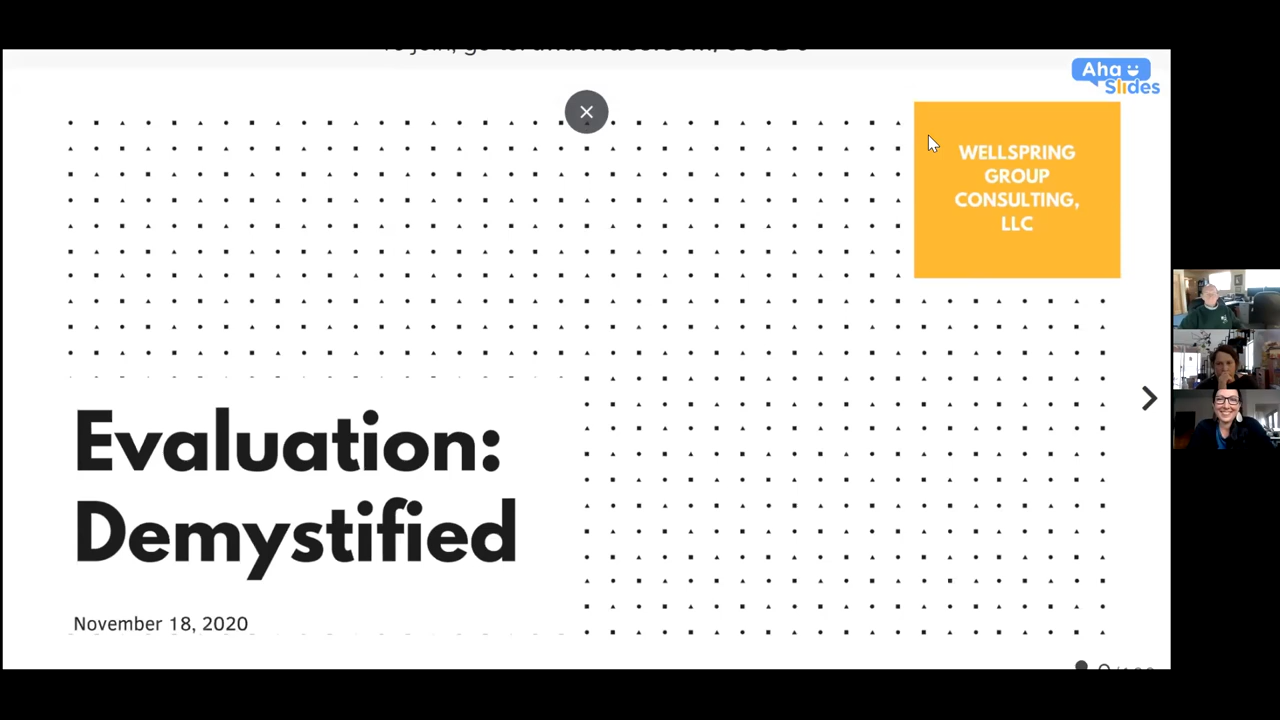 Aha
Slides
WELLSPRING
GROUP
CONSULTING,
LLC
Evaluation:
Demystified
November 18, 2020